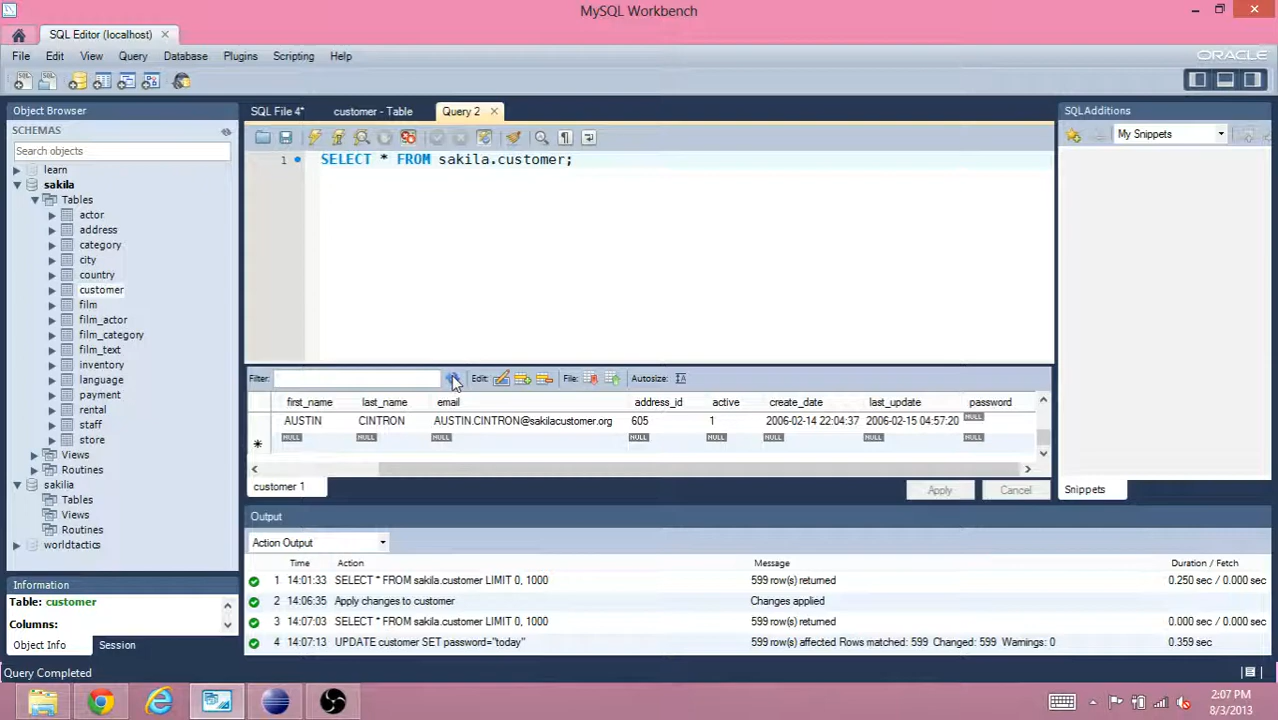 MySQL Workbench
SQL Editor (localhost)
File Edit View Query Database Plugins Scripting Help
ORACLE
Object Browser
SCHEMAS
Search objects
learn
sakila
Tables
actor
address
category
city
country
customer
film
film_actor
film_category
film_text
inventory
language
payment
rental
staff
store
Views
Routines
sakilia
Tables
Views
Routines
worldtactics
Information
Table: customer
Columns:
Object Info Session
SQL File 4* customer - Table Query 2
1 SELECT * FROM sakila.customer;
Filter: Edit: File: Autosize:
first_name last_name email address_id active create_date last_update password
AUSTIN CINTRON AUSTIN.CINTRON@sakilacustomer.org 605 1 2006-02-14 22:04:37 2006-02-15 04:57:20 NULL
NULL NULL NULL NULL NULL NULL NULL NULL
customer 1
Apply Cancel
Output
Action Output
Time Action Message Duration / Fetch
1 14:01:33 SELECT * FROM sakila.customer LIMIT 0, 1000 599 row(s) returned 0.250 sec / 0.000 sec
2 14:06:35 Apply changes to customer Changes applied
3 14:07:03 SELECT * FROM sakila.customer LIMIT 0, 1000 599 row(s) returned 0.000 sec / 0.000 sec
4 14:07:13 UPDATE customer SET password="today" 599 row(s) affected Rows matched: 599 Changed: 599 Warnings: 0 0.359 sec
SQLAdditions
My Snippets
Snippets
Query Completed
2:07 PM
8/3/2013